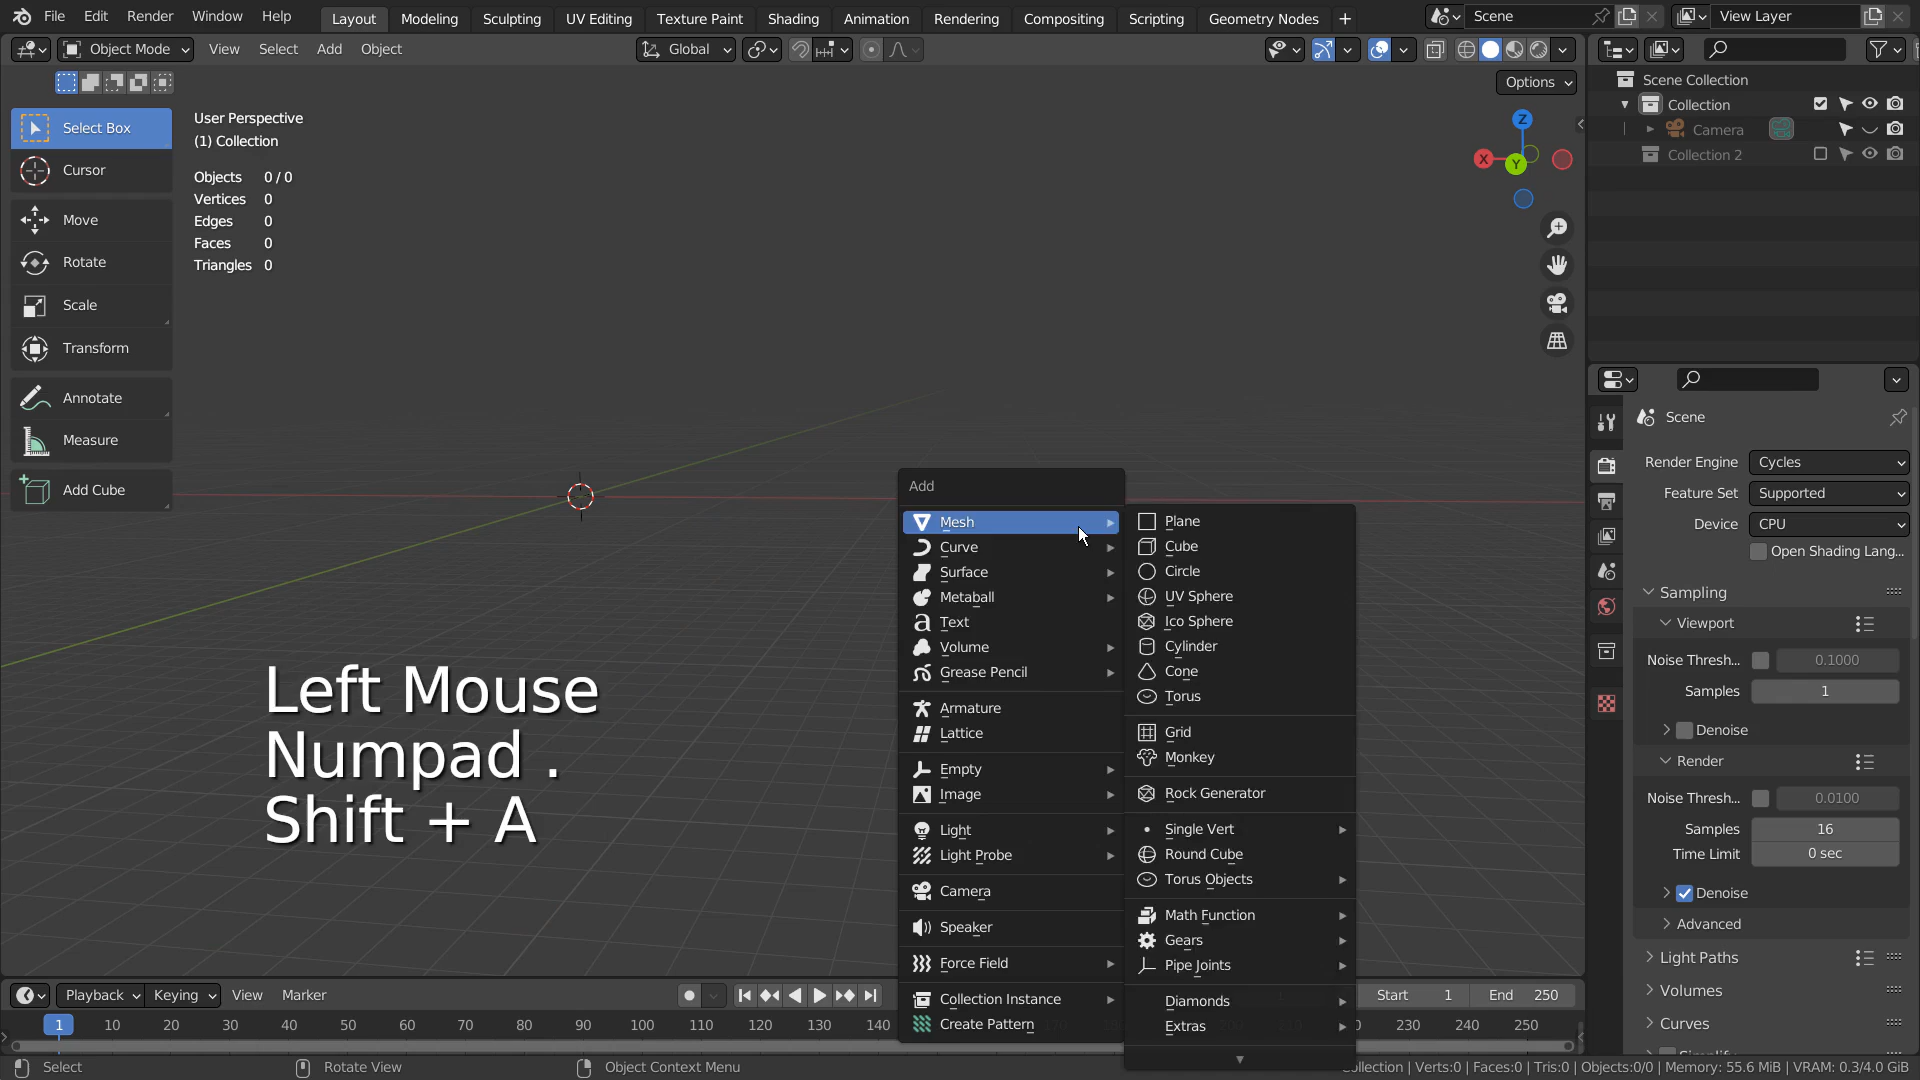 File Edit Render Window Help Layout Modeling Sculpting UV Editing Texture Paint Shading Animation Rendering Compositing Scripting Geometry Nodes + Scene View Layer
Object Mode View Select Add Object Global
Options
Select Box
Cursor
Move
Rotate
Scale
Transform
Annotate
Measure
Add Cube
User Perspective
(1) Collection
Objects 0 / 0
Vertices 0
Edges 0
Faces 0
Triangles 0
Z
X
Y
Left Mouse
Numpad .
Shift + A
Add
Mesh
Curve
Surface
Metaball
Text
Volume
Grease Pencil
Armature
Lattice
Empty
Image
Light
Light Probe
Camera
Speaker
Force Field
Collection Instance
Create Pattern
Plane
Cube
Circle
UV Sphere
Ico Sphere
Cylinder
Cone
Torus
Grid
Monkey
Rock Generator
Single Vert
Round Cube
Torus Objects
Math Function
Gears
Pipe Joints
Diamonds
Extras
Scene Collection
Collection
Camera
Collection 2
Scene
Render Engine Cycles
Feature Set Supported
Device CPU
Open Shading Lang...
Sampling
Viewport
Noise Thresh... 0.1000
Samples 1
Denoise
Render
Noise Thresh... 0.0100
Samples 16
Time Limit 0 sec
Denoise
Advanced
Light Paths
Volumes
Curves
Playback Keying View Marker Start 1 End 250
1 10 20 30 40 50 60 70 80 90 100 110 120 130 140 230 240 250
Select Rotate View Object Context Menu ollection | Verts:0 | Faces:0 | Tris:0 | Objects:0/0 | Memory: 55.6 MiB | VRAM: 0.3/4.0 GiB